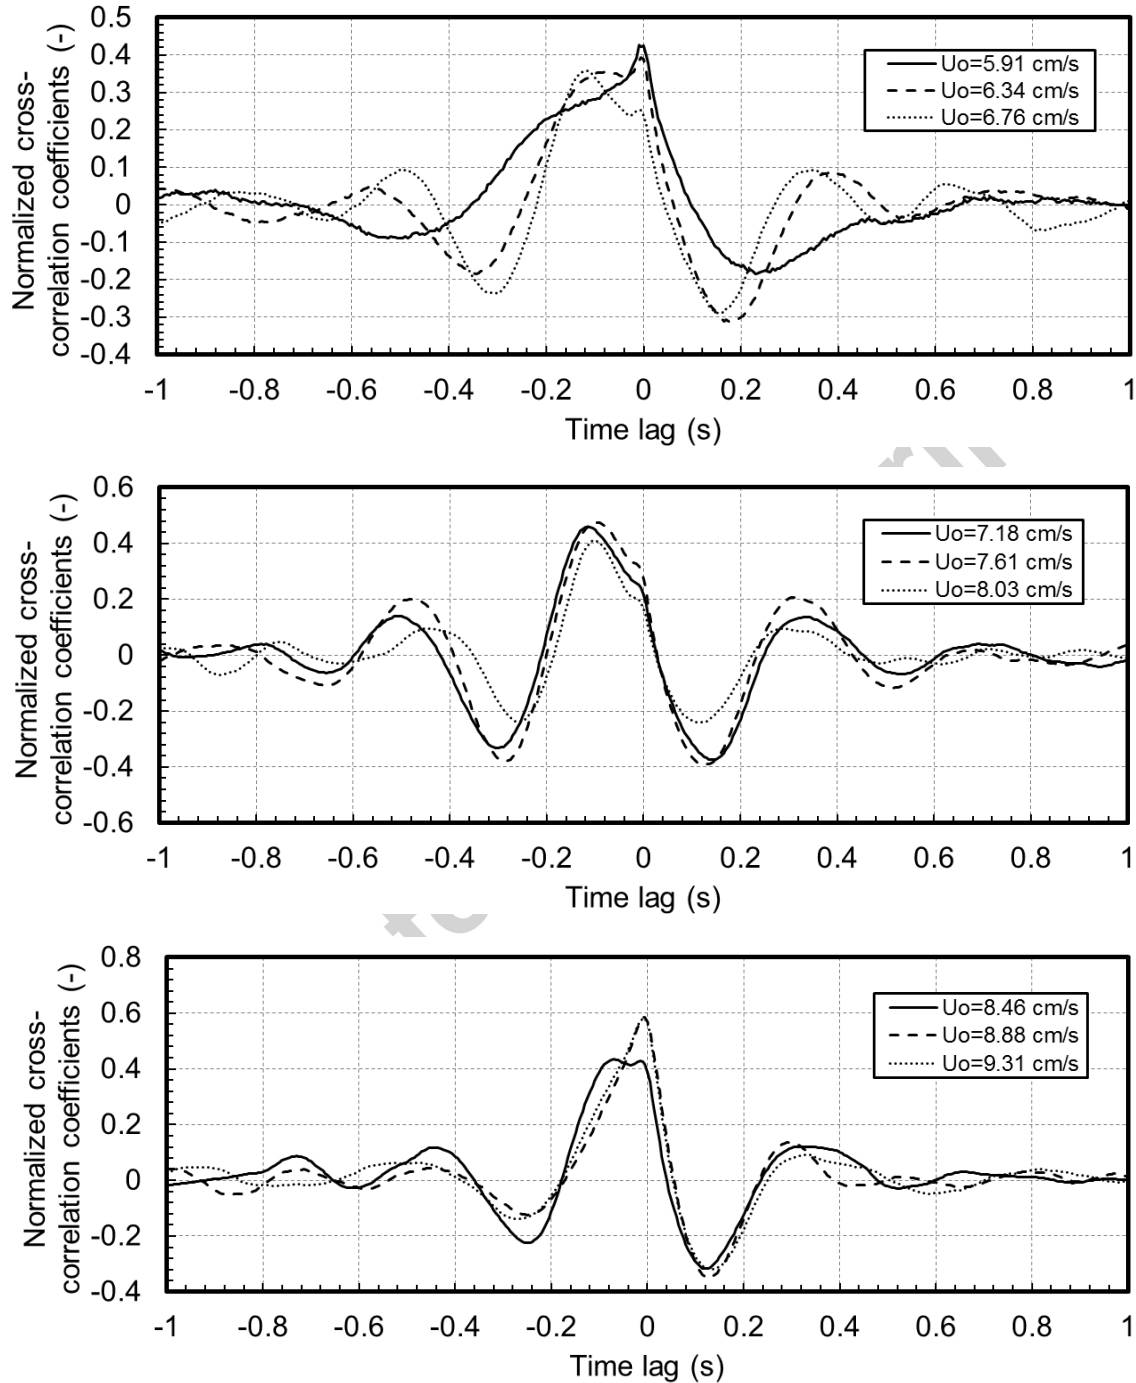 Normalized cross-
correlation coefficients (-)
0.5
0.4
0.3
0.2
0.1
0
-0.1
-0.2
-0.3
-0.4
Uo=5.91 cm/s
Uo=6.34 cm/s
Uo=6.76 cm/s
-1 -0.8 -0.6 -0.4 -0.2 0 0.2 0.4 0.6 0.8 1
Time lag (s)
Normalized cross-
correlation coefficients (-)
0.6
0.4
0.2
0
-0.2
-0.4
-0.6
Uo=7.18 cm/s
Uo=7.61 cm/s
Uo=8.03 cm/s
-1 -0.8 -0.6 -0.4 -0.2 0 0.2 0.4 0.6 0.8 1
Time lag (s)
Normalized cross-
correlation coefficients (-)
0.8
0.6
0.4
0.2
0
-0.2
-0.4
Uo=8.46 cm/s
Uo=8.88 cm/s
Uo=9.31 cm/s
-1 -0.8 -0.6 -0.4 -0.2 0 0.2 0.4 0.6 0.8 1
Time lag (s)